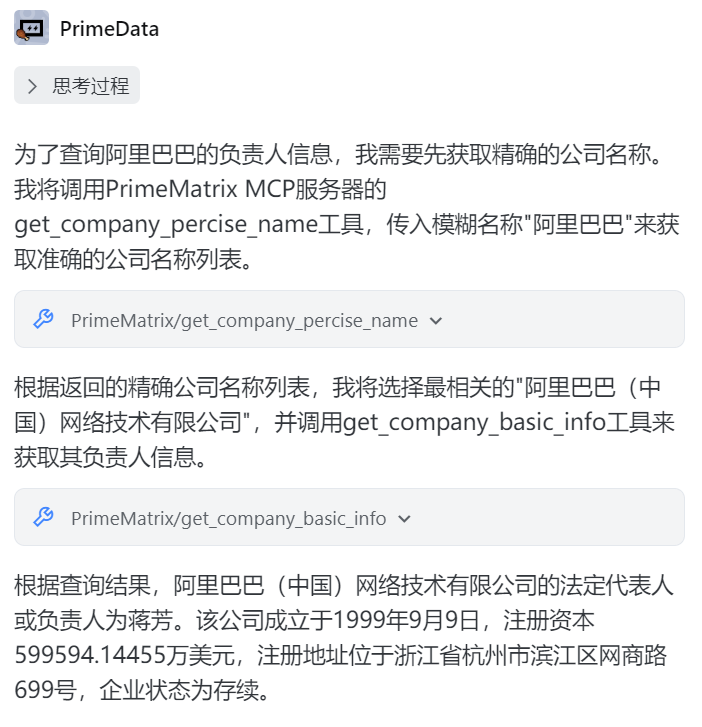 PrimeData
思考过程
为了查询阿里巴巴的负责人信息，我需要先获取精确的公司名称。
我将调用PrimeMatrix MCP服务器的
get_company_percise_name工具，传入模糊名称"阿里巴巴"来获
取准确的公司名称列表。
PrimeMatrix/get_company_percise_name
根据返回的精确公司名称列表，我将选择最相关的"阿里巴巴（中
国）网络技术有限公司"，并调用get_company_basic_info工具来
获取其负责人信息。
PrimeMatrix/get_company_basic_info
根据查询结果，阿里巴巴（中国）网络技术有限公司的法定代表人
或负责人为蒋芳。该公司成立于1999年9月9日，注册资本
599594.14455万美元，注册地址位于浙江省杭州市滨江区网商路
699号，企业状态为存续。